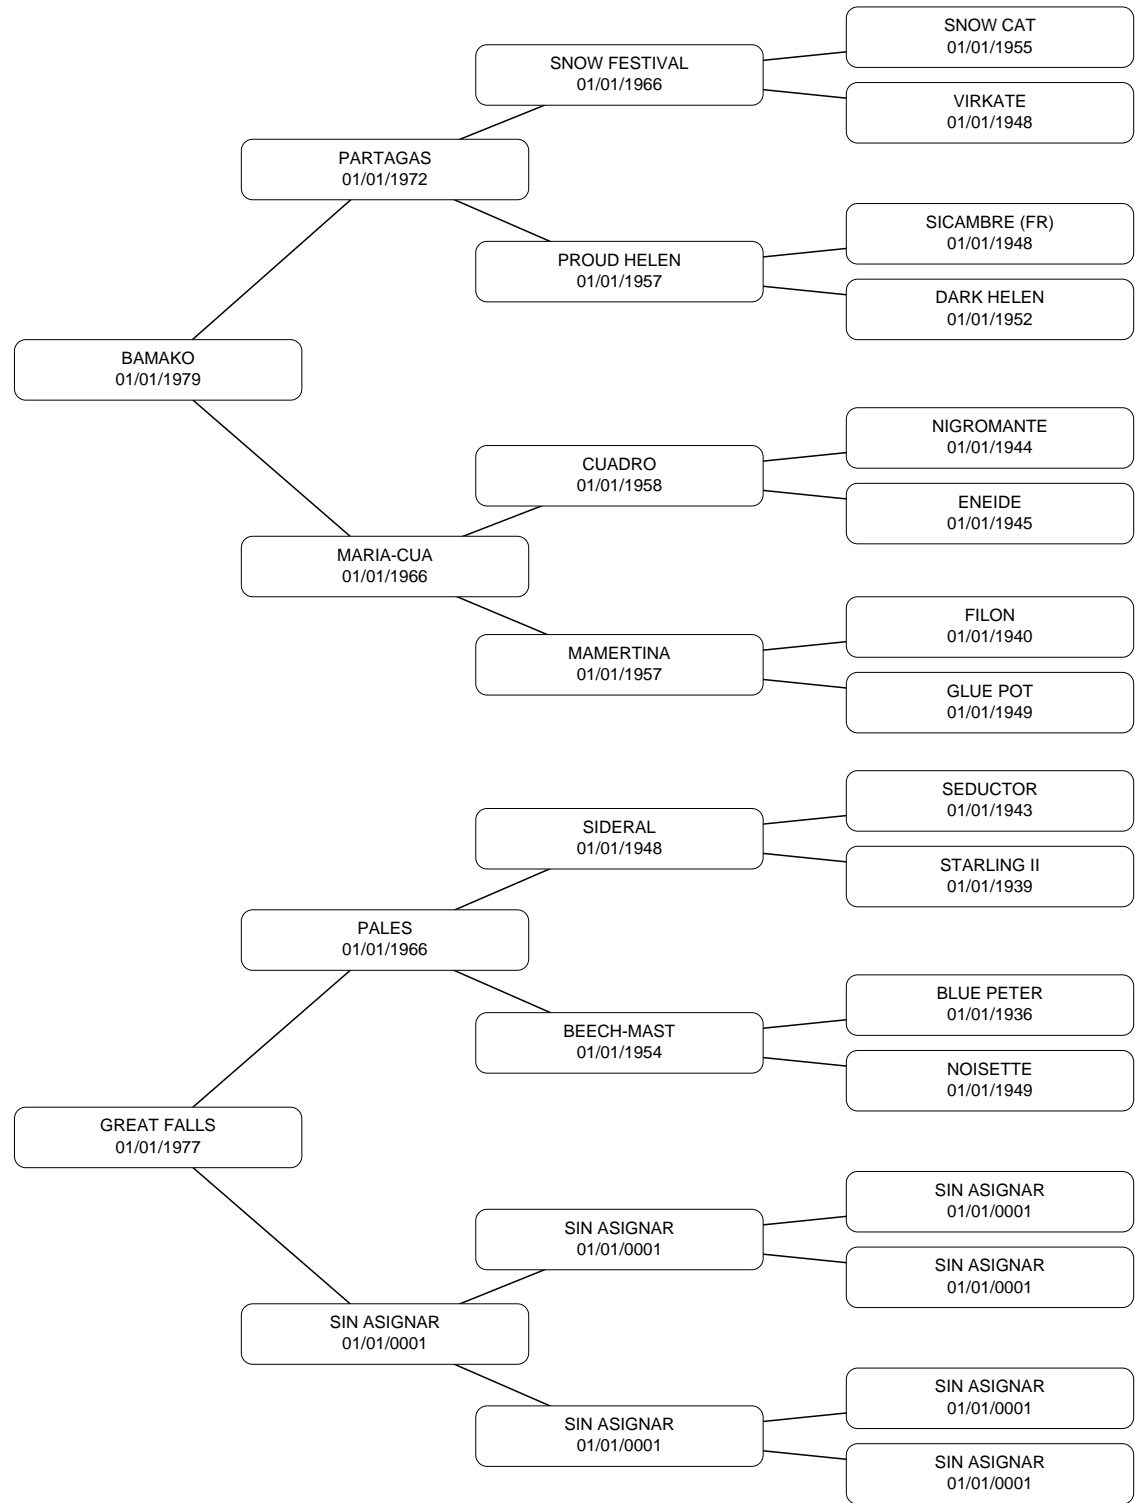 SNOW CAT
01/01/1955
SNOW FESTIVAL
01/01/1966
VIRKATE
01/01/1948
PARTAGAS
01/01/1972
SICAMBRE (FR)
01/01/1948
PROUD HELEN
01/01/1957
DARK HELEN
01/01/1952
BAMAKO
01/01/1979
NIGROMANTE
01/01/1944
CUADRO
01/01/1958
ENEIDE
01/01/1945
MARIA-CUA
01/01/1966
FILON
01/01/1940
MAMERTINA
01/01/1957
GLUE POT
01/01/1949
SEDUCTOR
01/01/1943
SIDERAL
01/01/1948
STARLING II
01/01/1939
PALES
01/01/1966
BLUE PETER
01/01/1936
BEECH-MAST
01/01/1954
NOISETTE
01/01/1949
GREAT FALLS
01/01/1977
SIN ASIGNAR
01/01/0001
SIN ASIGNAR
01/01/0001
SIN ASIGNAR
01/01/0001
SIN ASIGNAR
01/01/0001
SIN ASIGNAR
01/01/0001
SIN ASIGNAR
01/01/0001
SIN ASIGNAR
01/01/0001